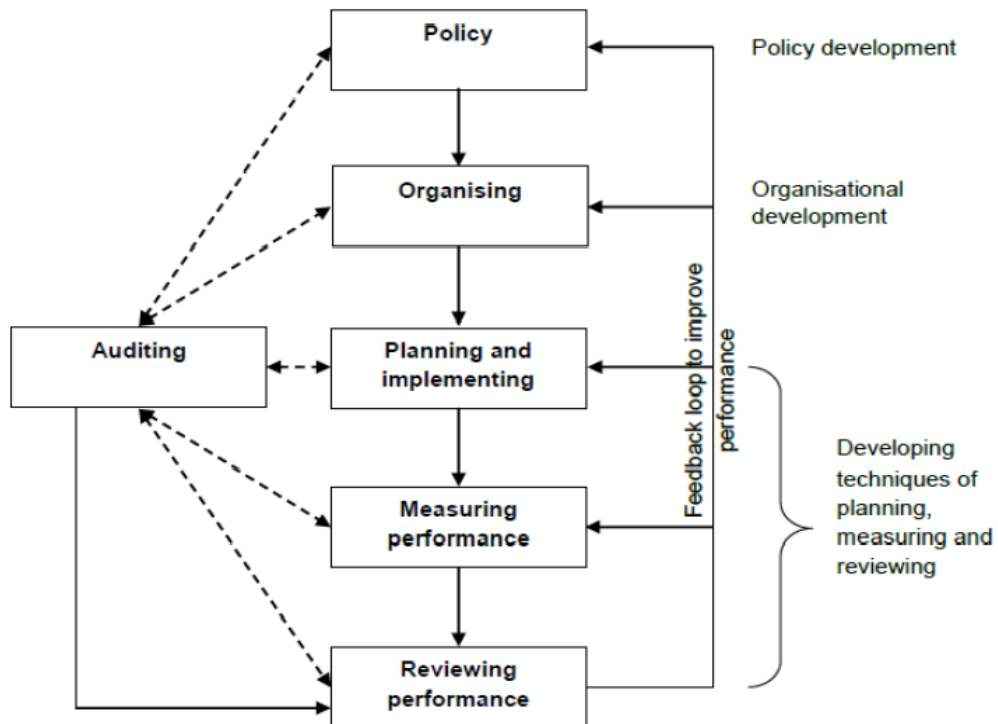 Policy
Policy development
Organising
Organisational
development
Auditing
Planning and
implementing
Feedback loop to improve
performance
Measuring
performance
Developing
techniques of
planning,
measuring and
reviewing
Reviewing
performance